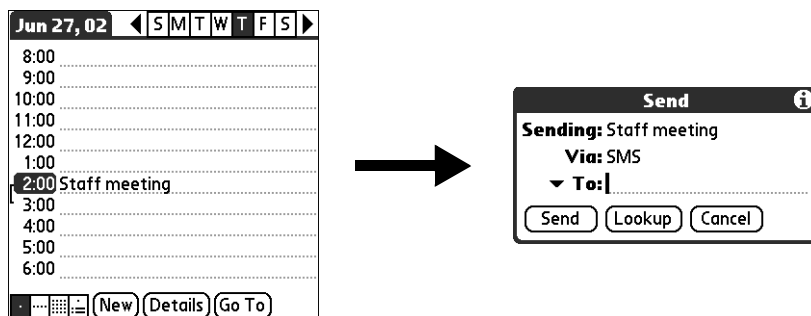 Jun 27, 02 S M T W T F S
8:00
9:00
10:00
11:00
12:00
1:00
2:00 Staff meeting
3:00
4:00
5:00
6:00
New Details Go To
Send
Sending: Staff meeting
Via: SMS
To:
Send Lookup Cancel